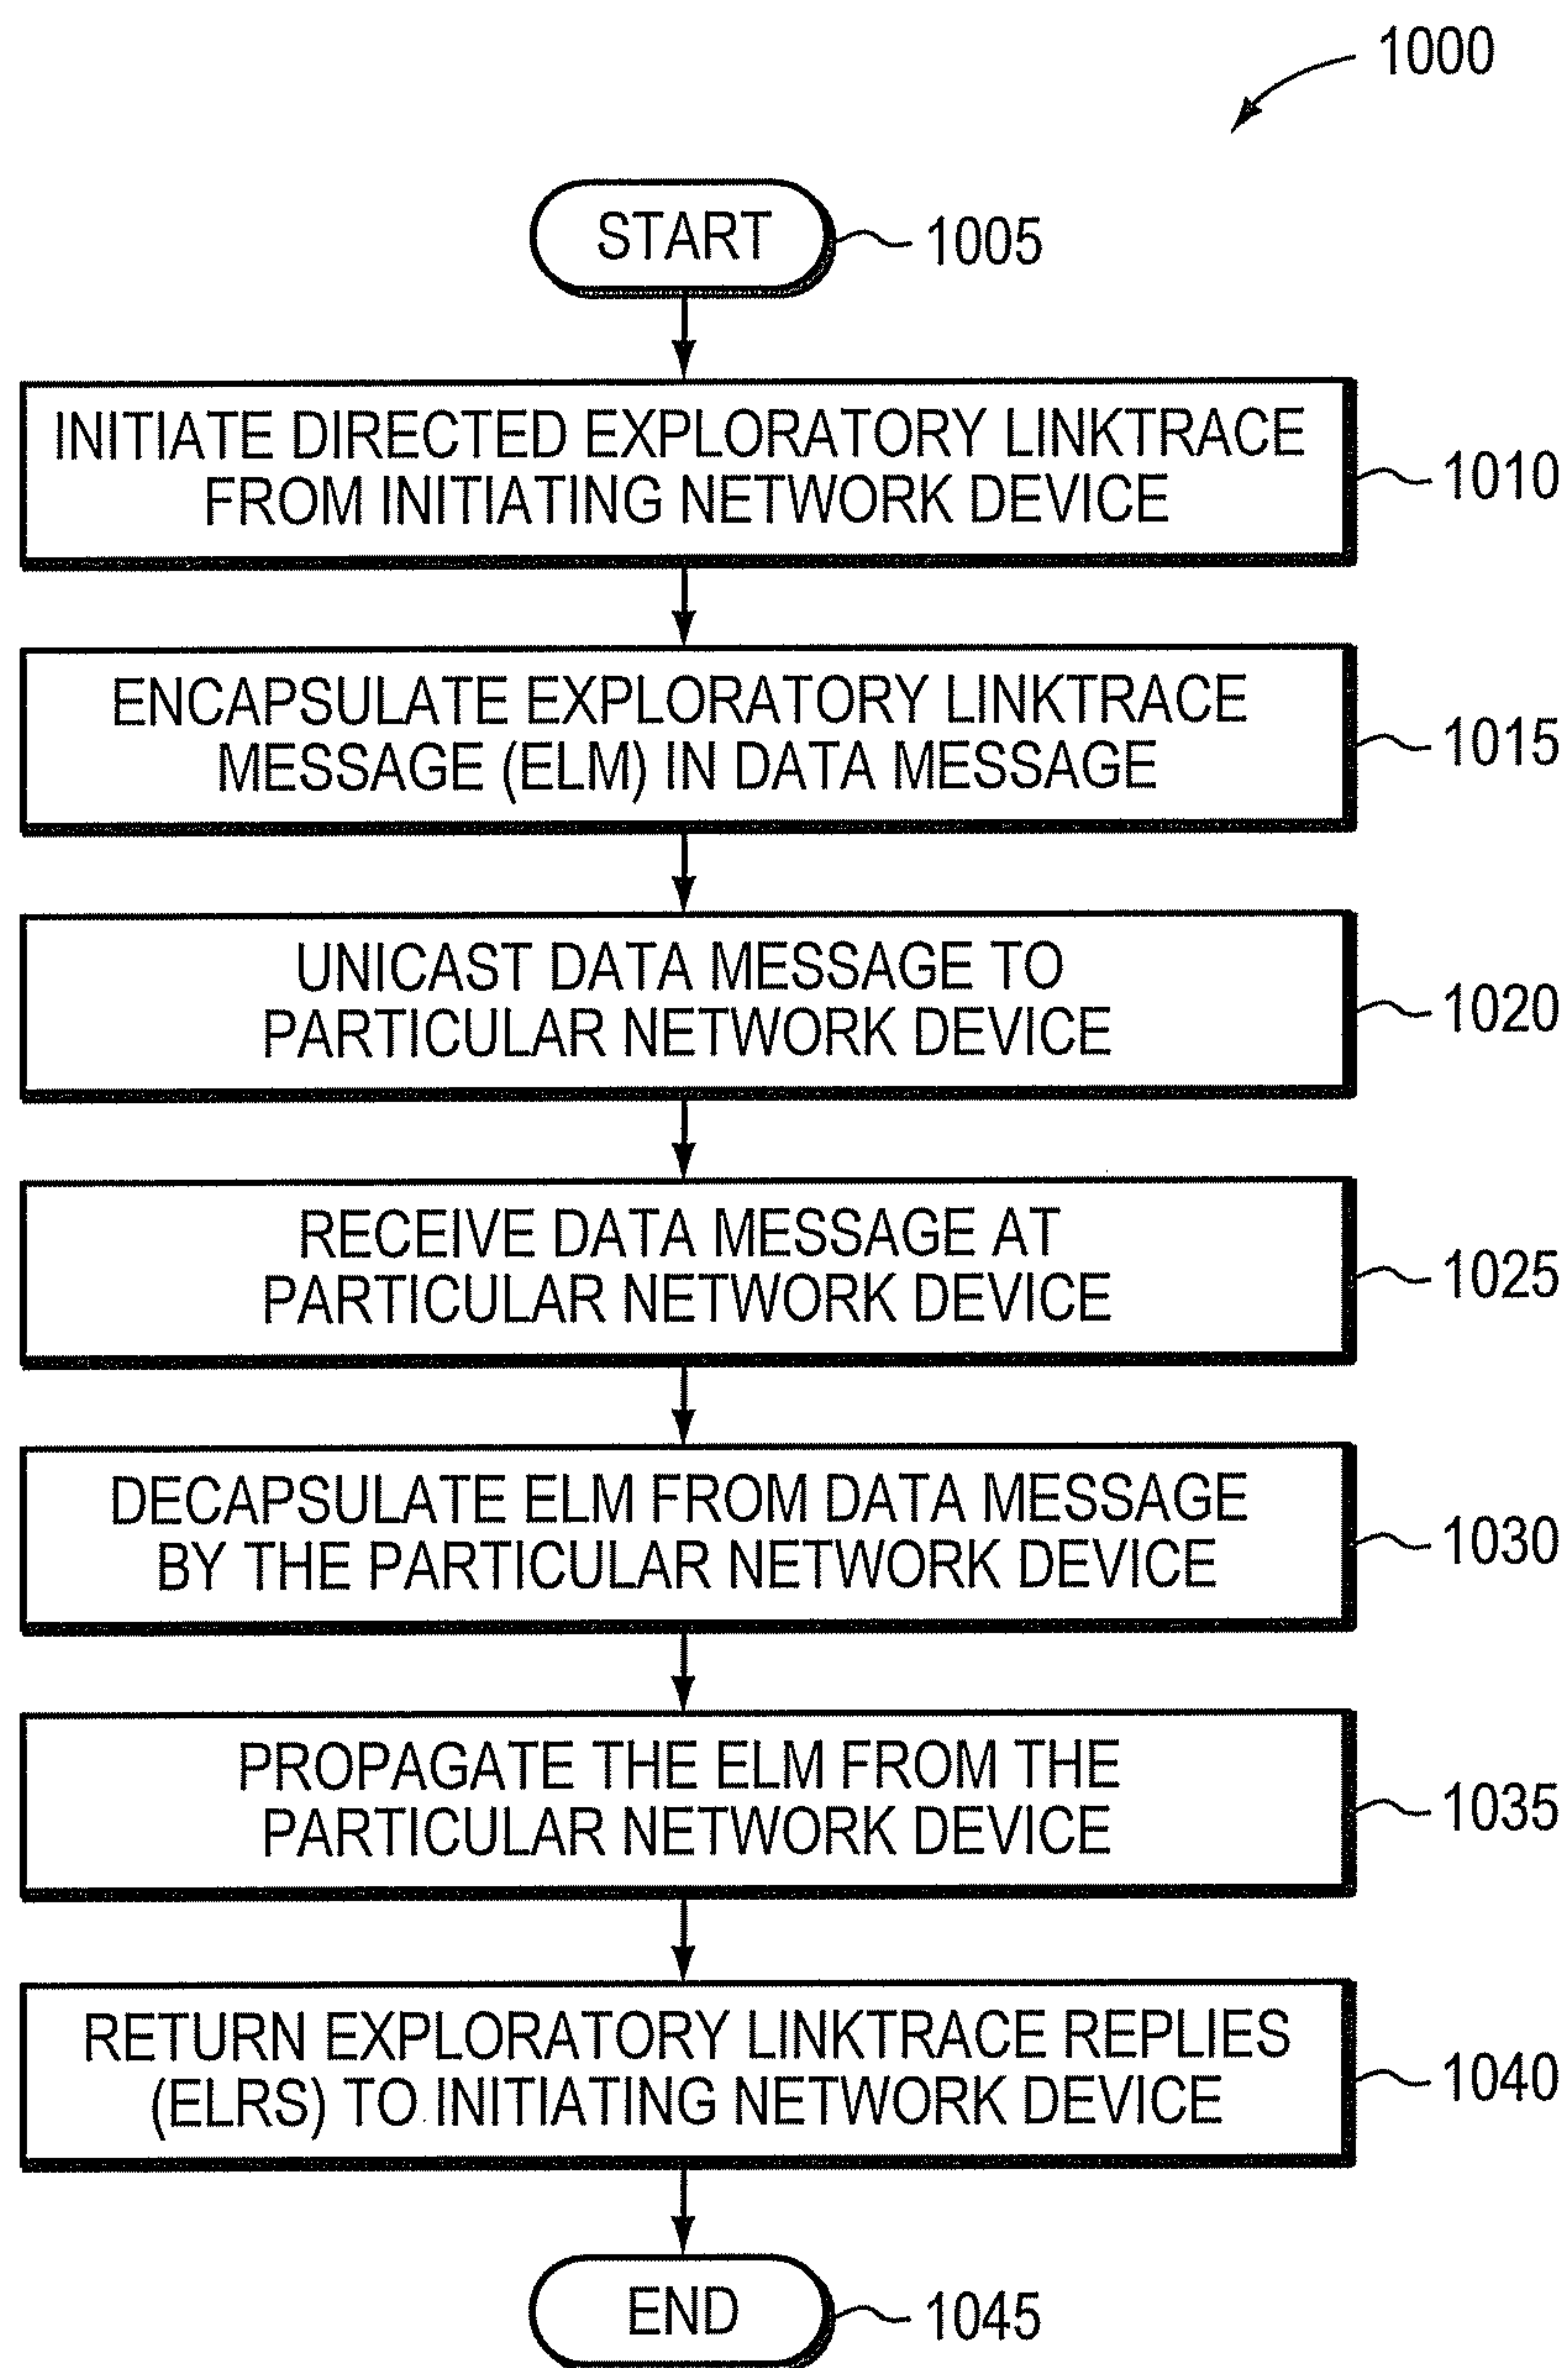 1000
START
1005
INITIATE DIRECTED EXPLORATORY LINKTRACE
FROM INITIATING NETWORK DEVICE
1010
ENCAPSULATE EXPLORATORY LINKTRACE
MESSAGE (ELM) IN DATA MESSAGE
1015
UNICAST DATA MESSAGE TO
PARTICULAR NETWORK DEVICE
1020
RECEIVE DATA MESSAGE AT
PARTICULAR NETWORK DEVICE
1025
DECAPSULATE ELM FROM DATA MESSAGE
BY THE PARTICULAR NETWORK DEVICE
1030
PROPAGATE THE ELM FROM THE
PARTICULAR NETWORK DEVICE
1035
RETURN EXPLORATORY LINKTRACE REPLIES
(ELRS) TO INITIATING NETWORK DEVICE
1040
END
1045